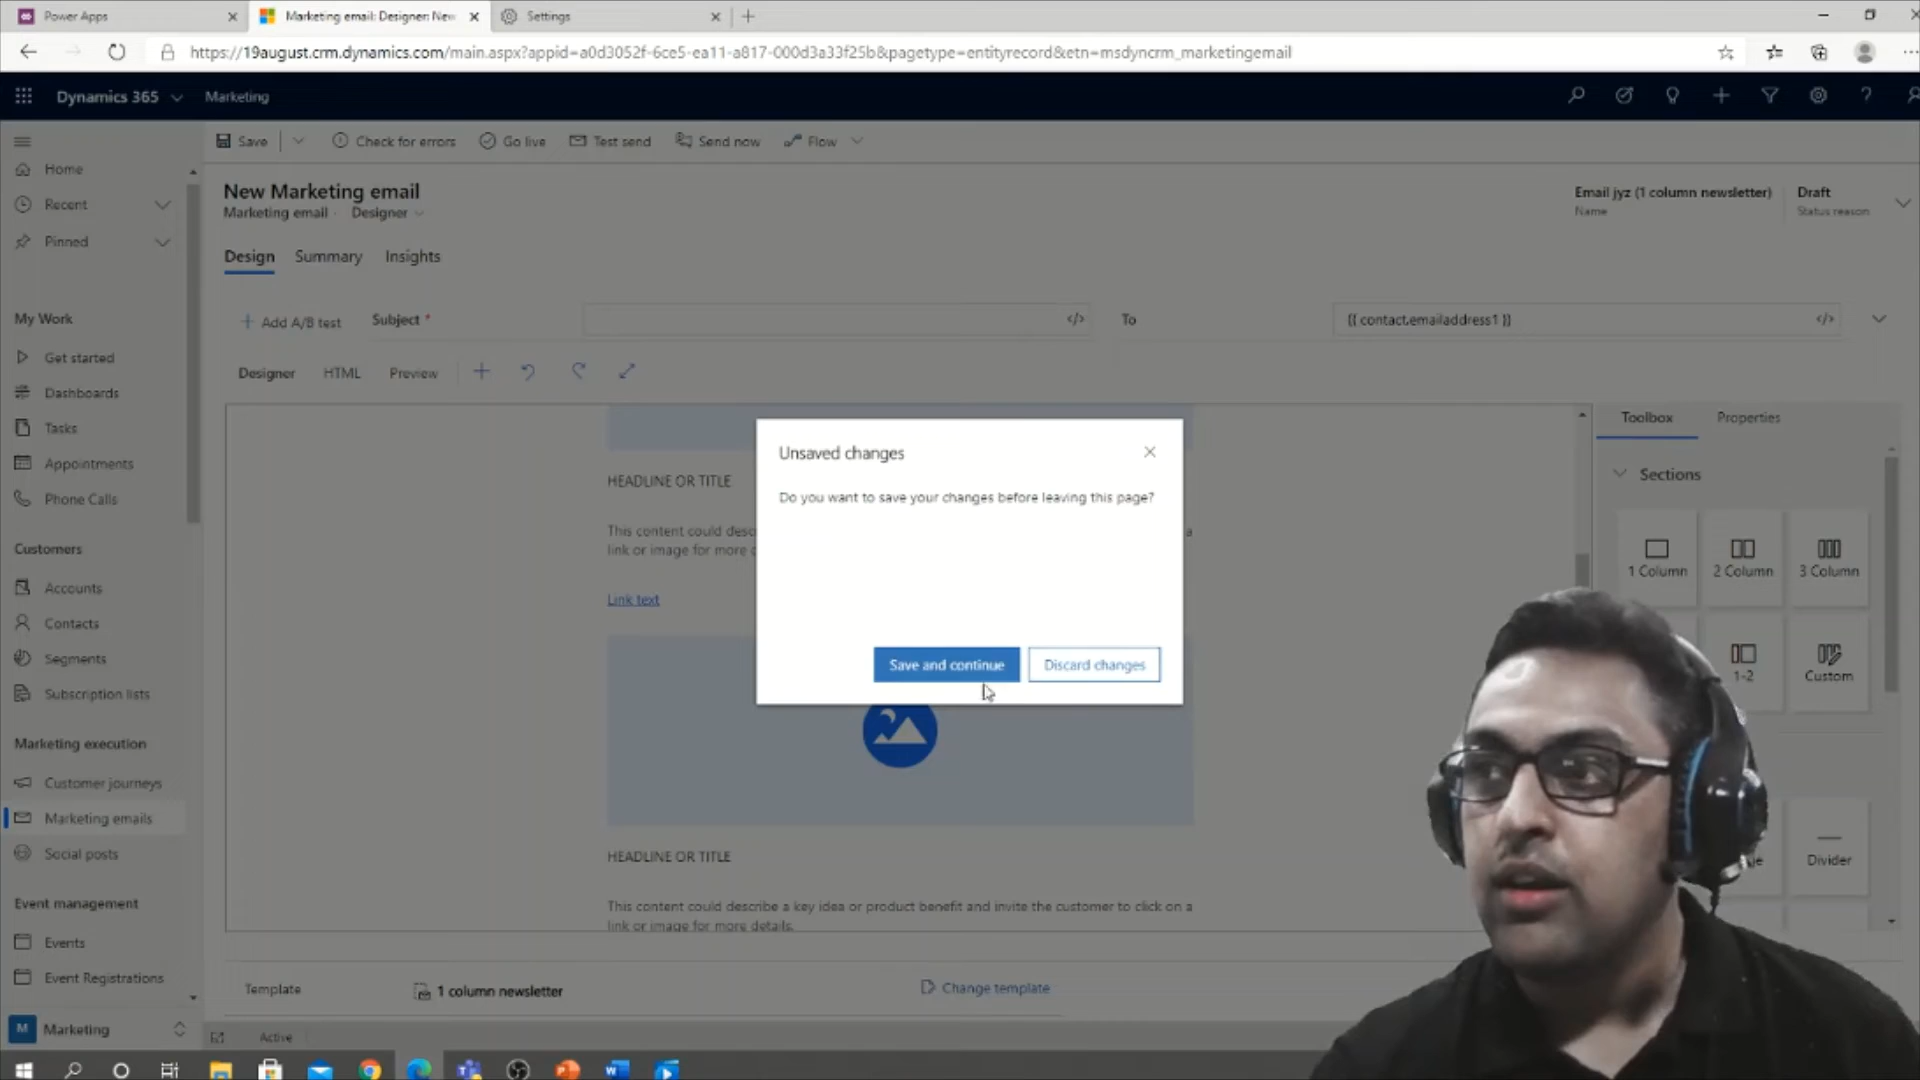 Power Apps
Marketing email: Designer: New
Settings
https://19august.crm.dynamics.com/main.aspx?appid=a0d3052f-6ce5-ea11-a817-000d3a33f25b&pagetype=entityrecord&etn=msdyncrm_marketingemail
Dynamics 365
Marketing
Save
Check for errors
Go live
Test send
Send now
Flow
Home
Recent
Pinned
New Marketing email
Marketing email · Designer
Email jyz (1 column newsletter)
Name
Draft
Status reason
Design
Summary
Insights
My Work
Get started
Dashboards
Tasks
Appointments
Phone Calls
Customers
Accounts
Contacts
Segments
Subscription lists
Marketing execution
Customer journeys
Marketing emails
Social posts
Event management
Events
Event Registrations
M Marketing
+ Add A/B test
Subject *
</>
To
{{ contact.emailaddress1 }}
</>
Designer
HTML
Preview
HEADLINE OR TITLE
This content could
a
link or image for more
Link text
HEADLINE OR TITLE
This content could describe a key idea or product benefit and invite the customer to click on a
link or image for more details.
Unsaved changes
Do you want to save your changes before leaving this page?
Save and continue
Discard changes
Toolbox
Properties
Sections
1 Column
2 Column
3 Column
1-2
Custom
Divider
Template
1 column newsletter
Change template
Active